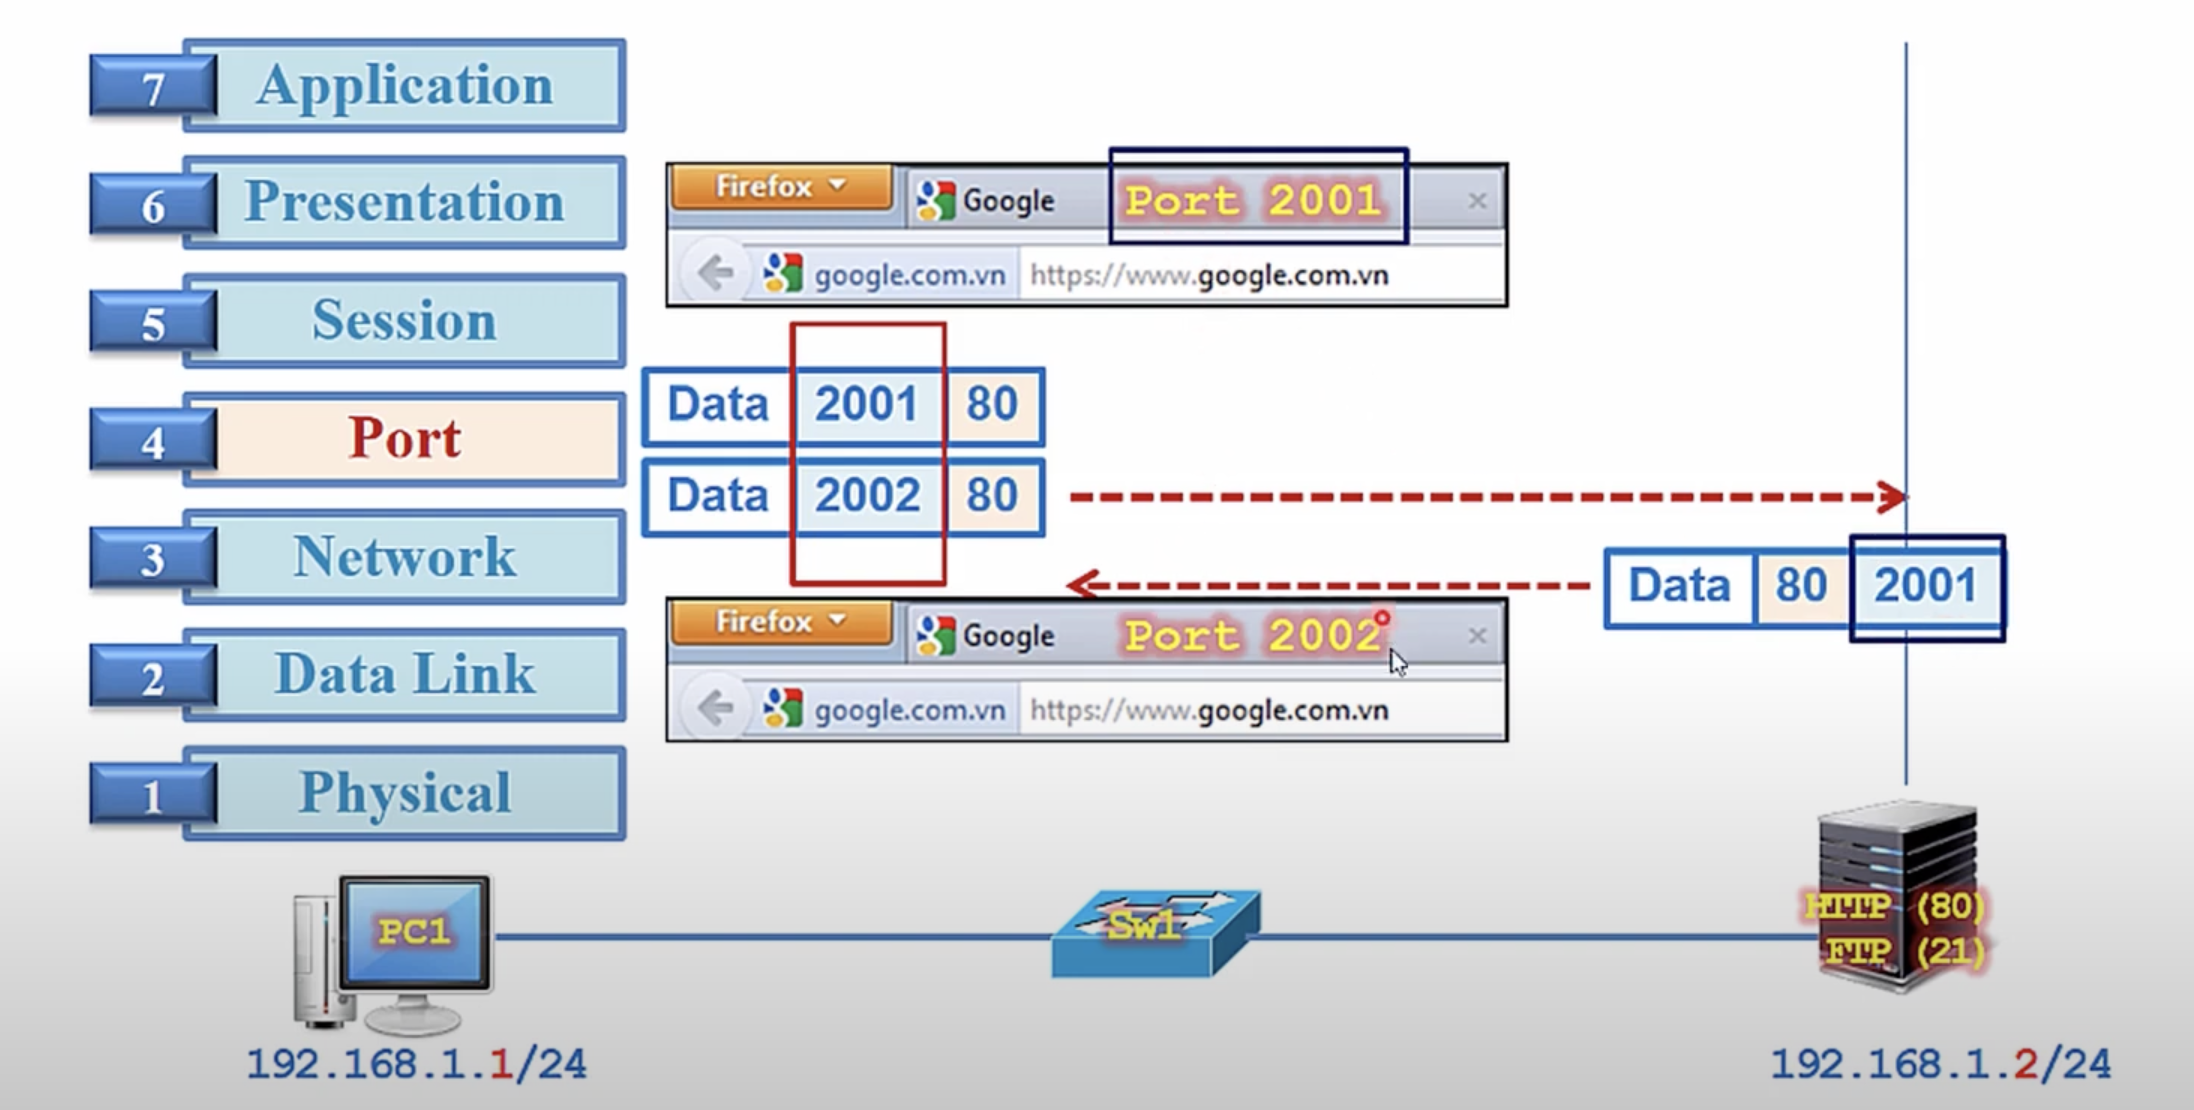 7 Application
6 Presentation
5 Session
4 Port
3 Network
2 Data Link
1 Physical
Firefox Google Port 2001 ×
google.com.vn https://www.google.com.vn
Data 2001 80
Data 2002 80
Data 80 2001
Firefox Google Port 2002 ×
google.com.vn https://www.google.com.vn
PC1
Sw1
HTTP (80)
FTP (21)
192.168.1.1/24
192.168.1.2/24